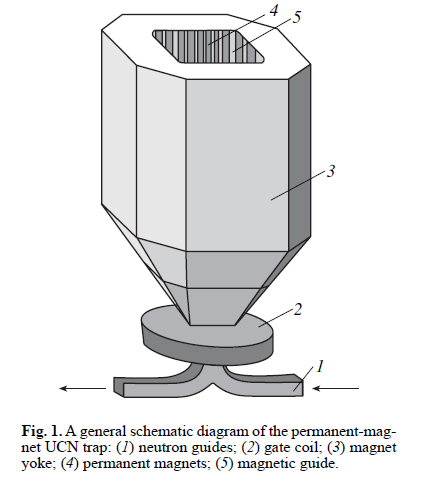 4
5
3
2
1
Fig. 1. A general schematic diagram of the permanent-mag-
net UCN trap: (1) neutron guides; (2) gate coil; (3) magnet
yoke; (4) permanent magnets; (5) magnetic guide.